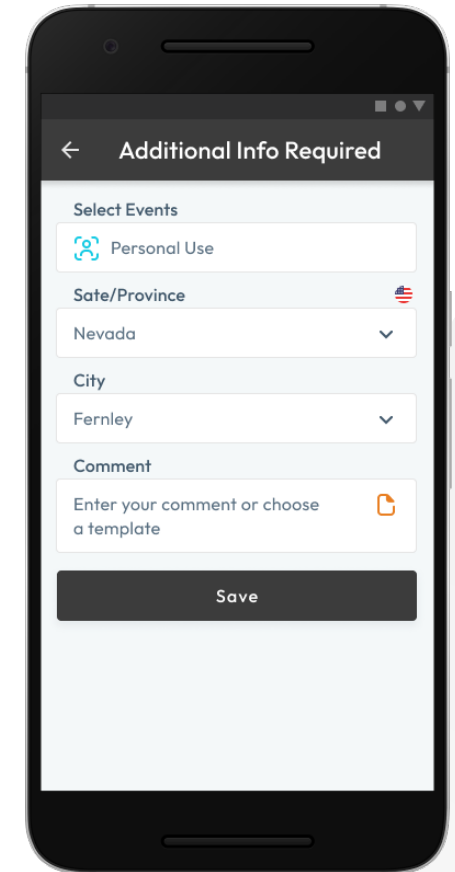 Additional Info Required
Select Events
Personal Use
Sate/Province
Nevada
City
Fernley
Comment
Enter your comment or choose
a template
Save